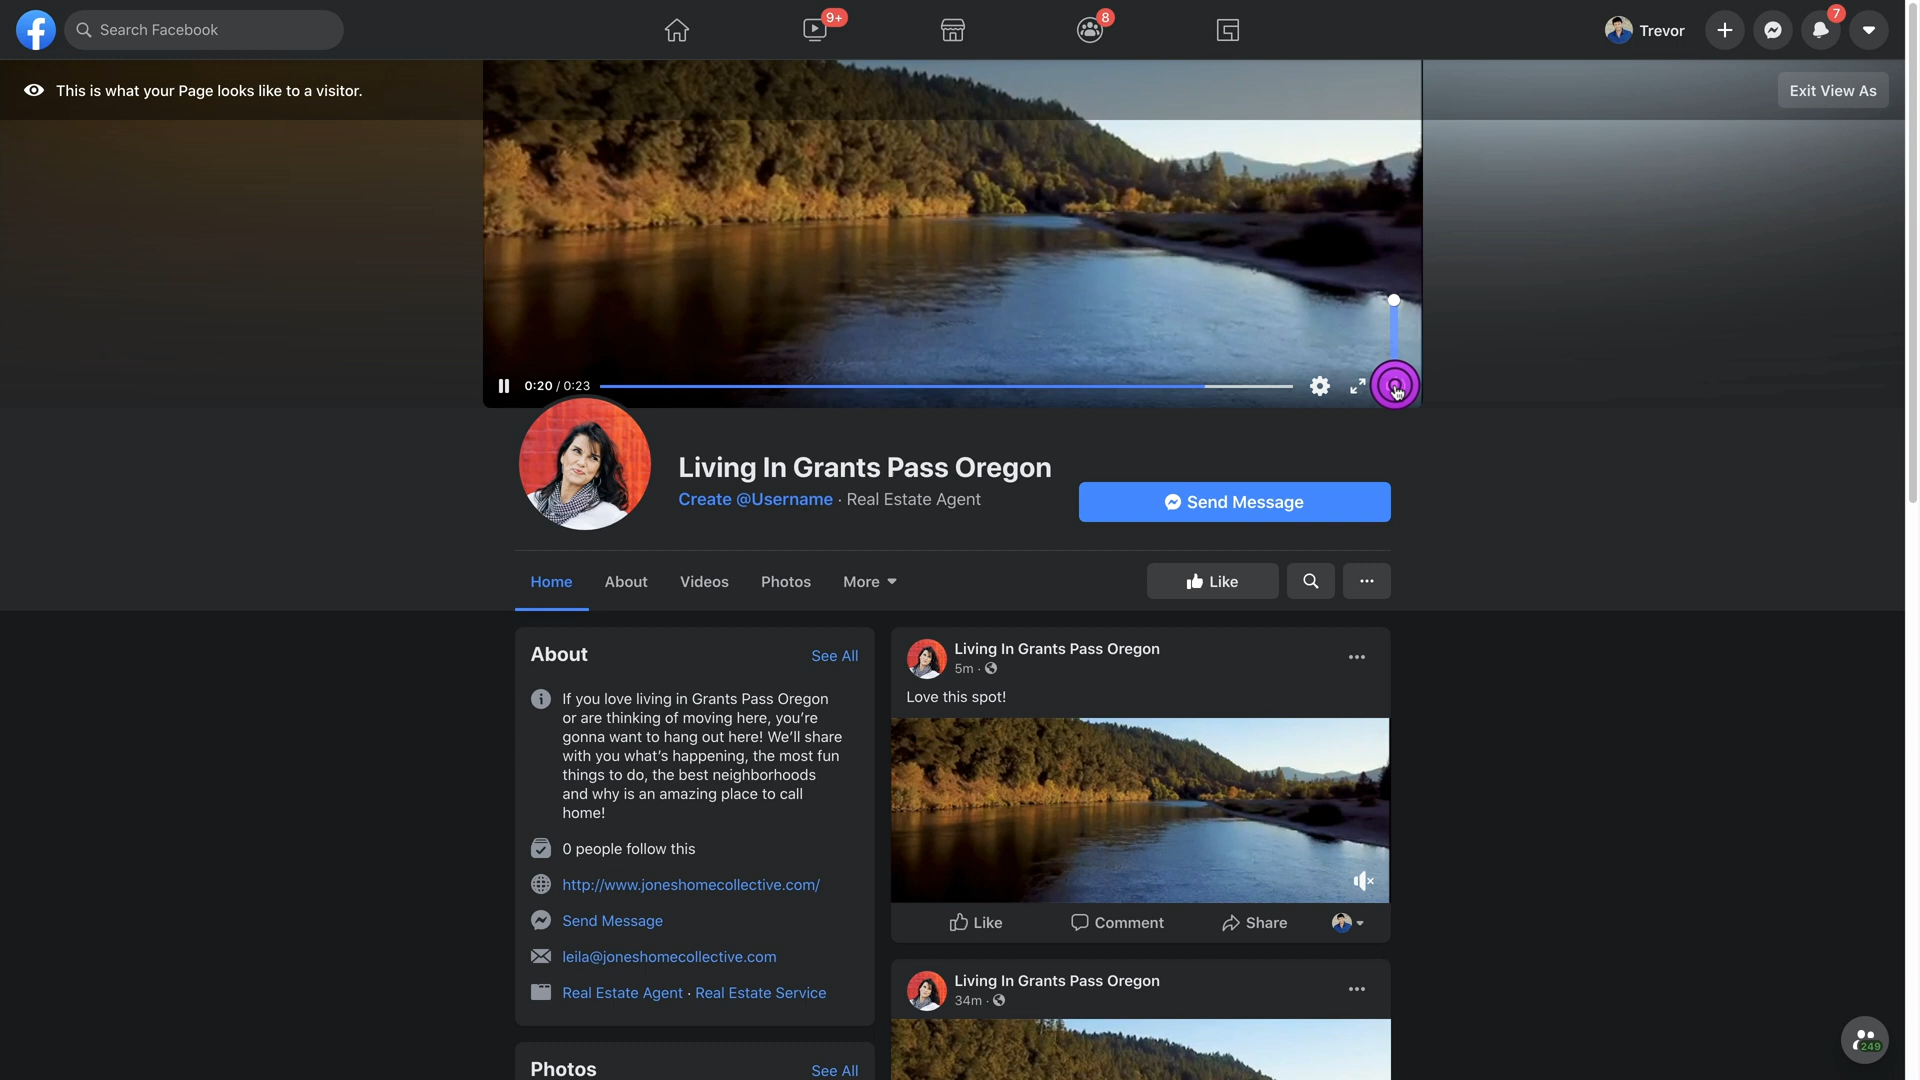 Search Facebook
9+
8
Trevor
7
This is what your Page looks like to a visitor.
Exit View As
0:20 / 0:23
Living In Grants Pass Oregon
Create @Username · Real Estate Agent
Send Message
Home
About
Videos
Photos
More
Like
About
See All
If you love living in Grants Pass Oregon
or are thinking of moving here, you're
gonna want to hang out here! We'll share
with you what's happening, the most fun
things to do, the best neighborhoods
and why is an amazing place to call
home!
0 people follow this
http://www.joneshomecollective.com/
Send Message
leila@joneshomecollective.com
Real Estate Agent · Real Estate Service
Photos
See All
Living In Grants Pass Oregon
5m ·
Love this spot!
Like
Comment
Share
Living In Grants Pass Oregon
34m ·
249